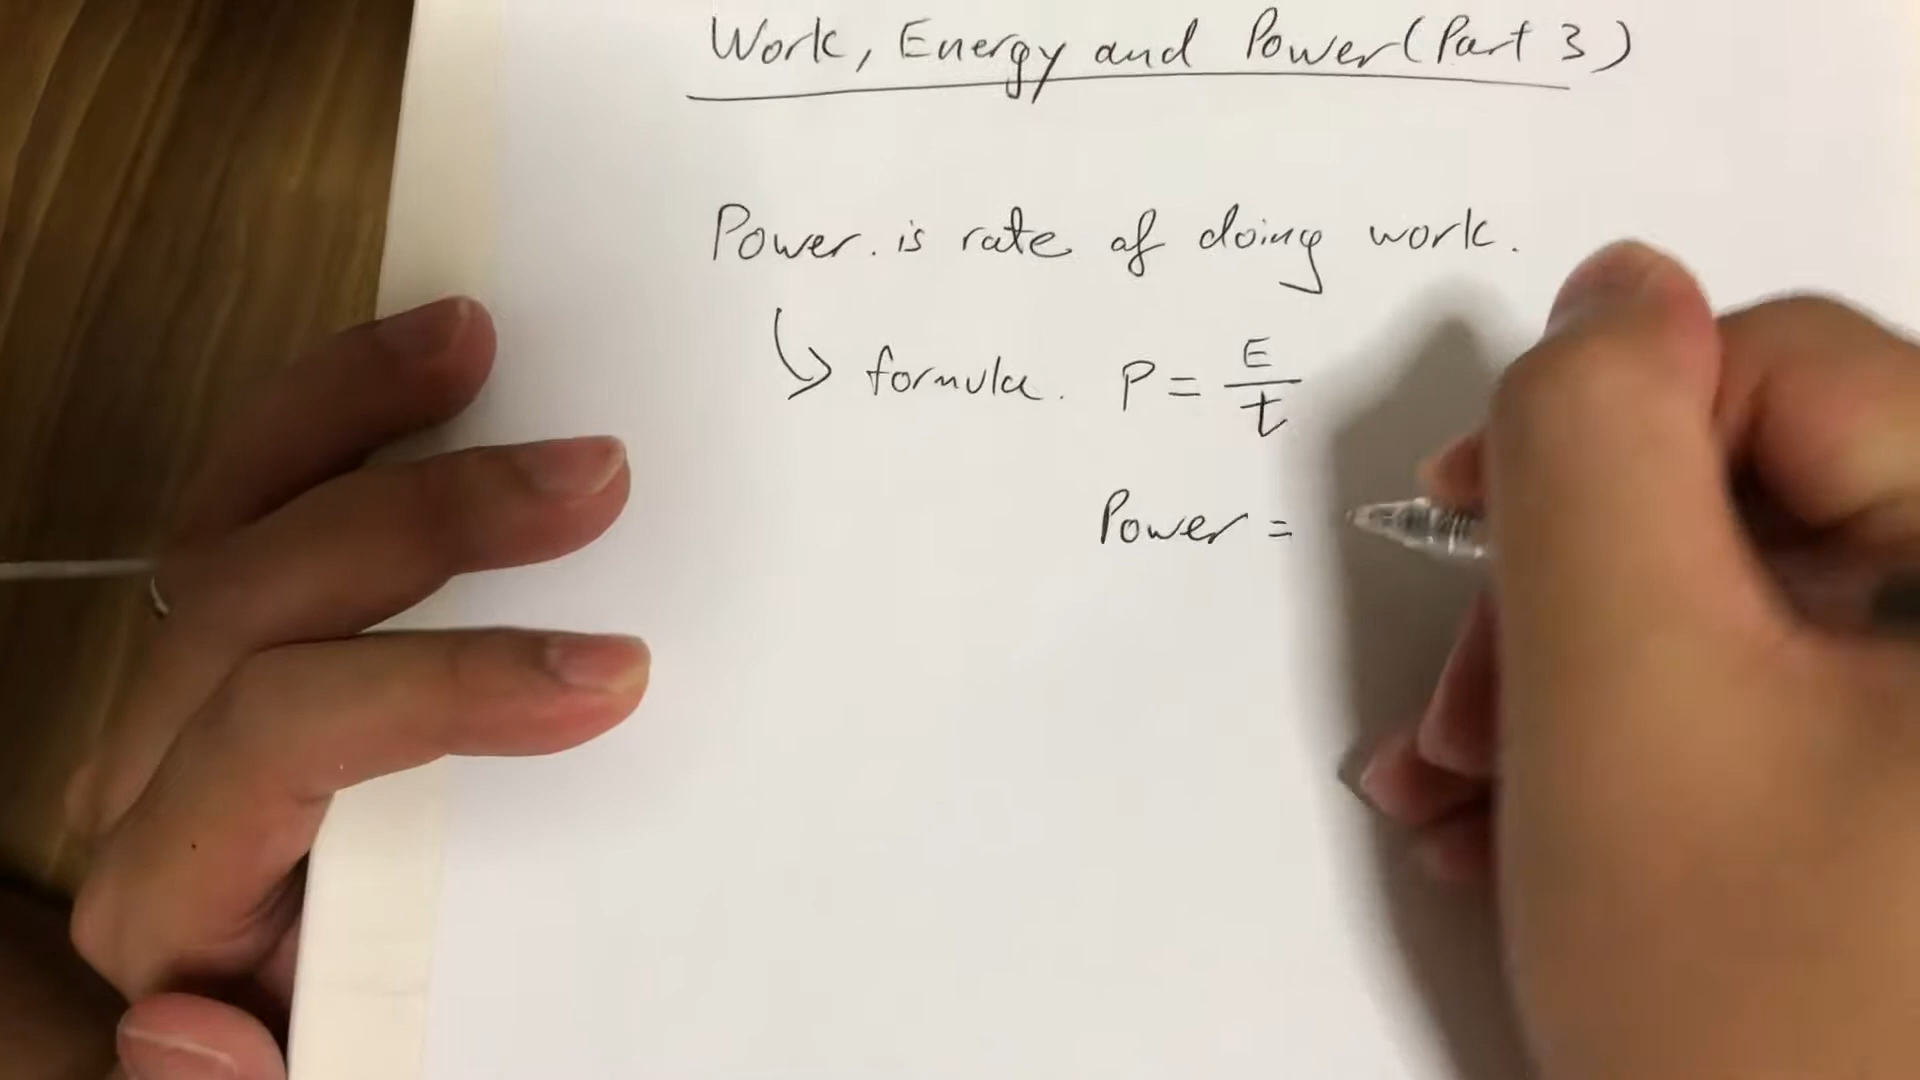 Work, Energy and Power (Part 3)
Power. is rate of doing work.
formula. P = E/t
Power =